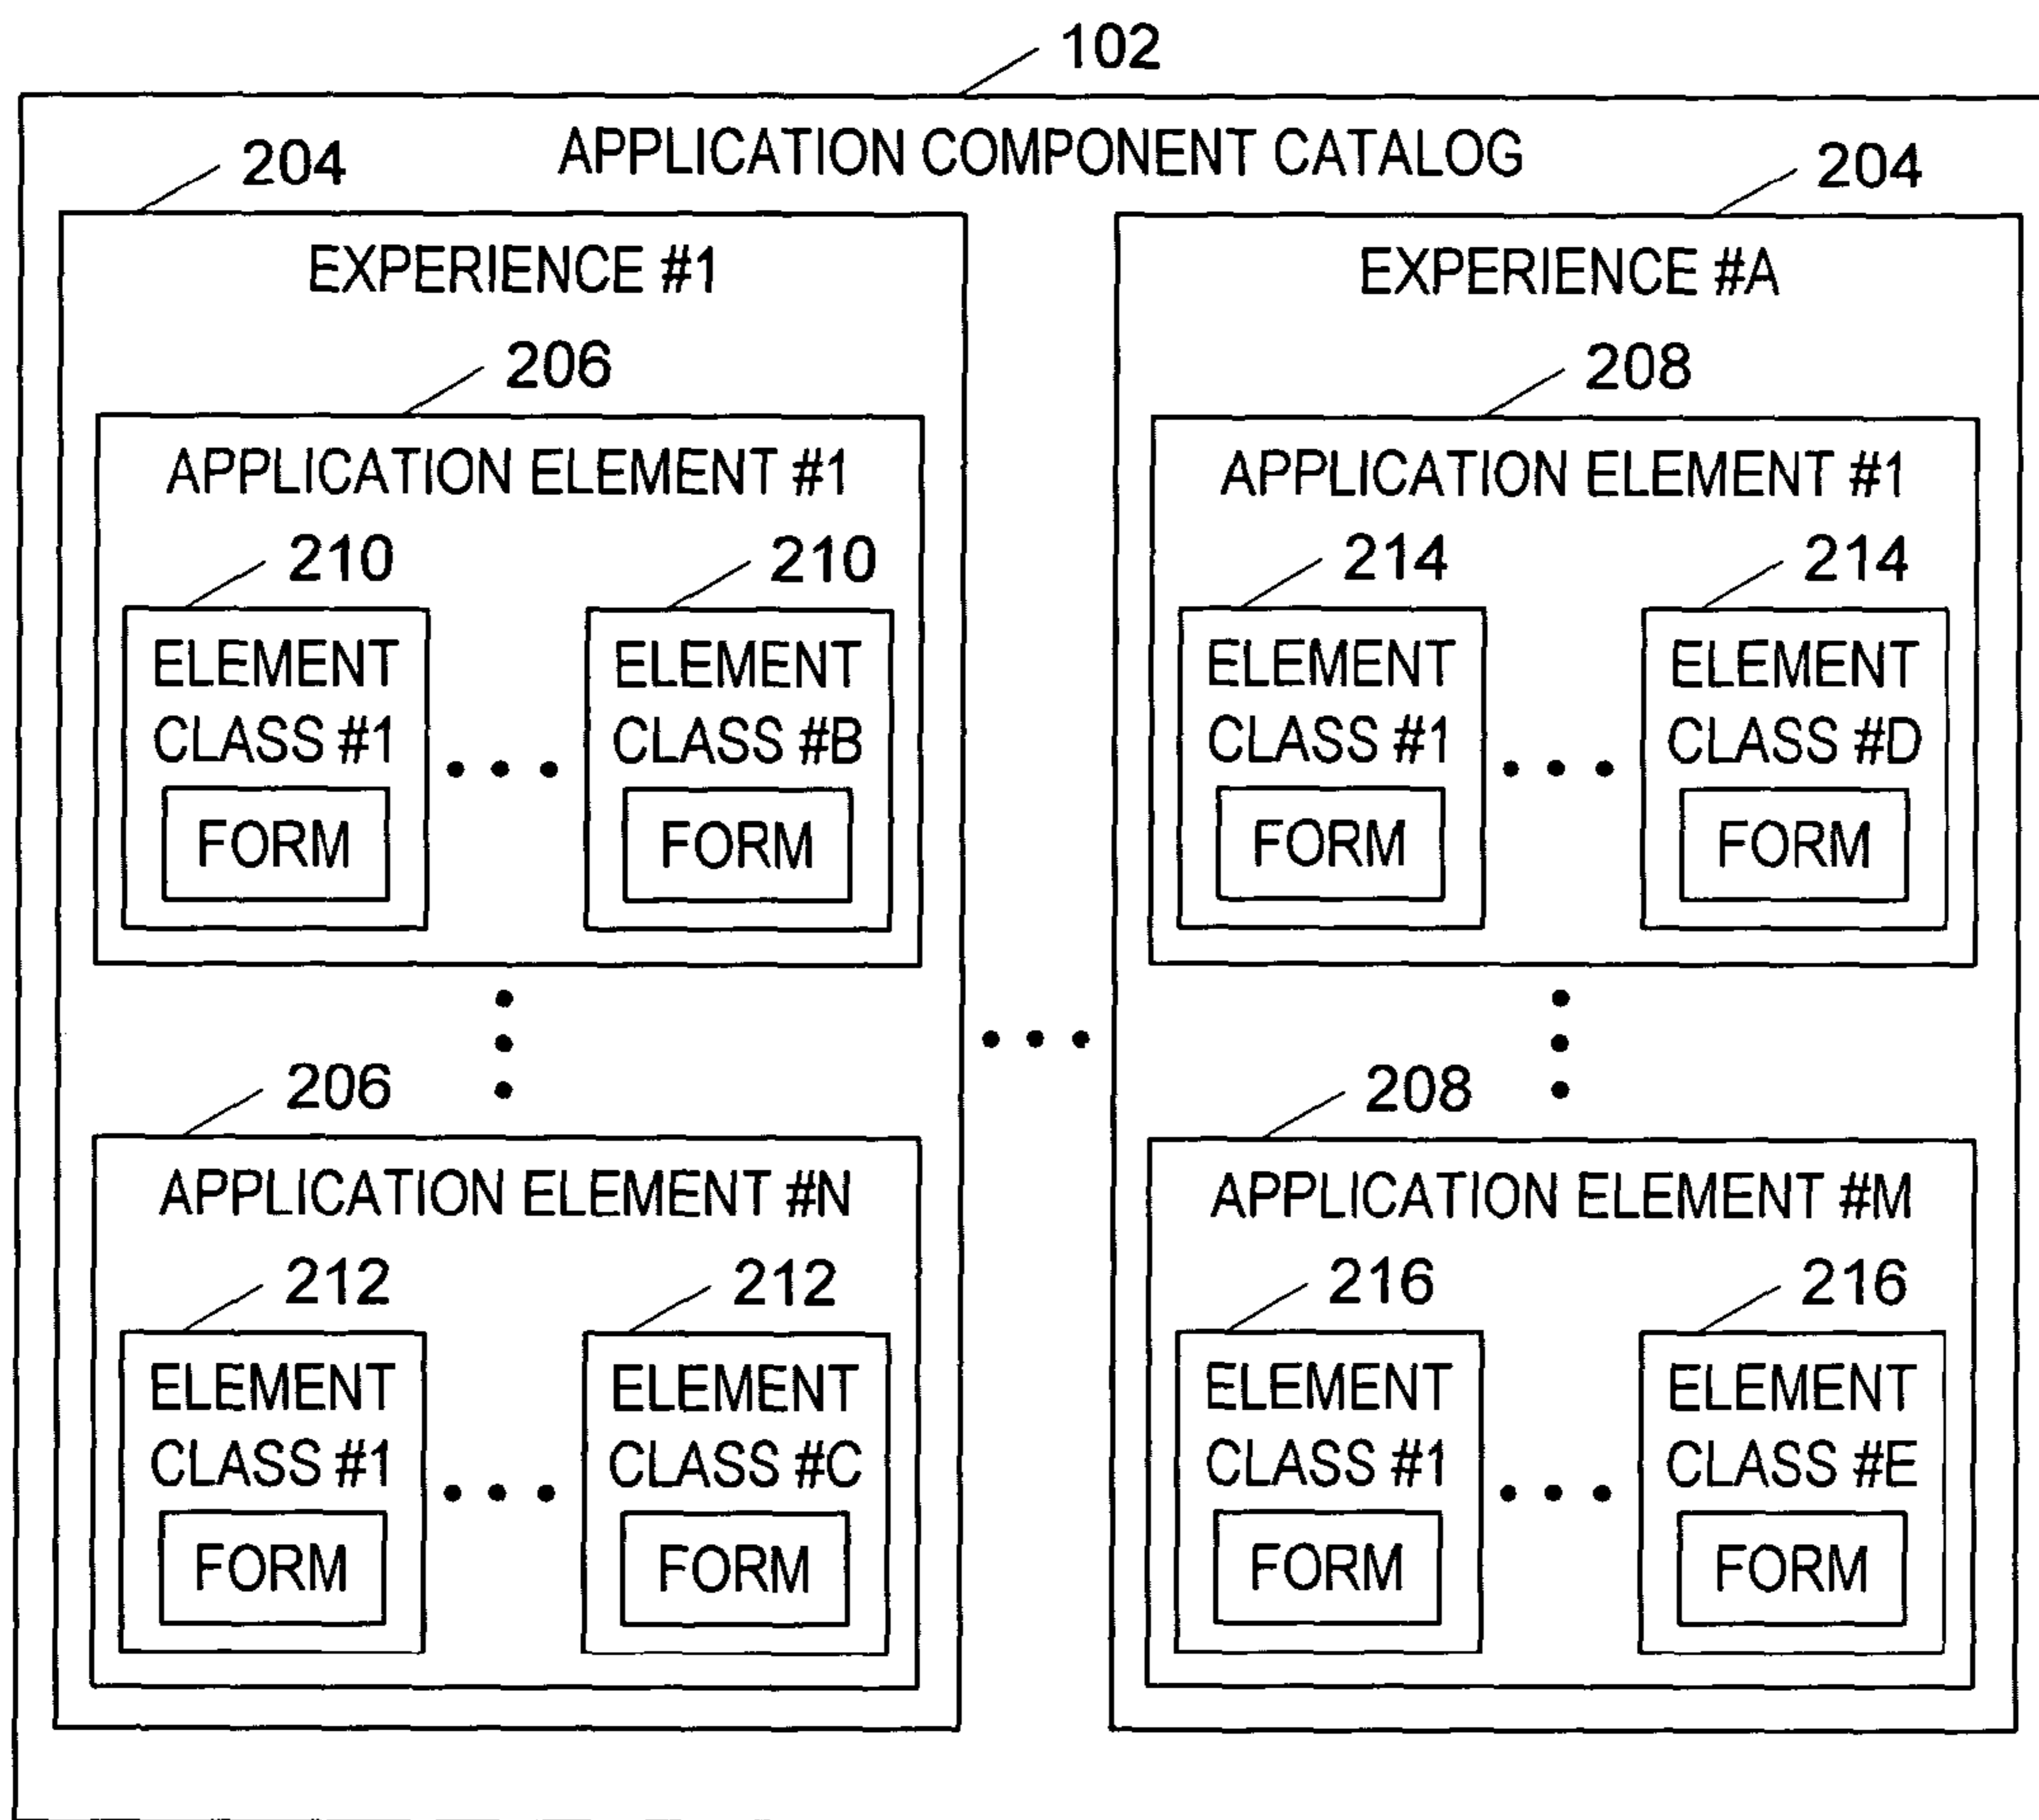 102
APPLICATION COMPONENT CATALOG
204
EXPERIENCE #1
206
APPLICATION ELEMENT #1
210
ELEMENT
CLASS #1
FORM
210
ELEMENT
CLASS #B
FORM
206
APPLICATION ELEMENT #N
212
ELEMENT
CLASS #1
FORM
212
ELEMENT
CLASS #C
FORM
204
EXPERIENCE #A
208
APPLICATION ELEMENT #1
214
ELEMENT
CLASS #1
FORM
214
ELEMENT
CLASS #D
FORM
208
APPLICATION ELEMENT #M
216
ELEMENT
CLASS #1
FORM
216
ELEMENT
CLASS #E
FORM